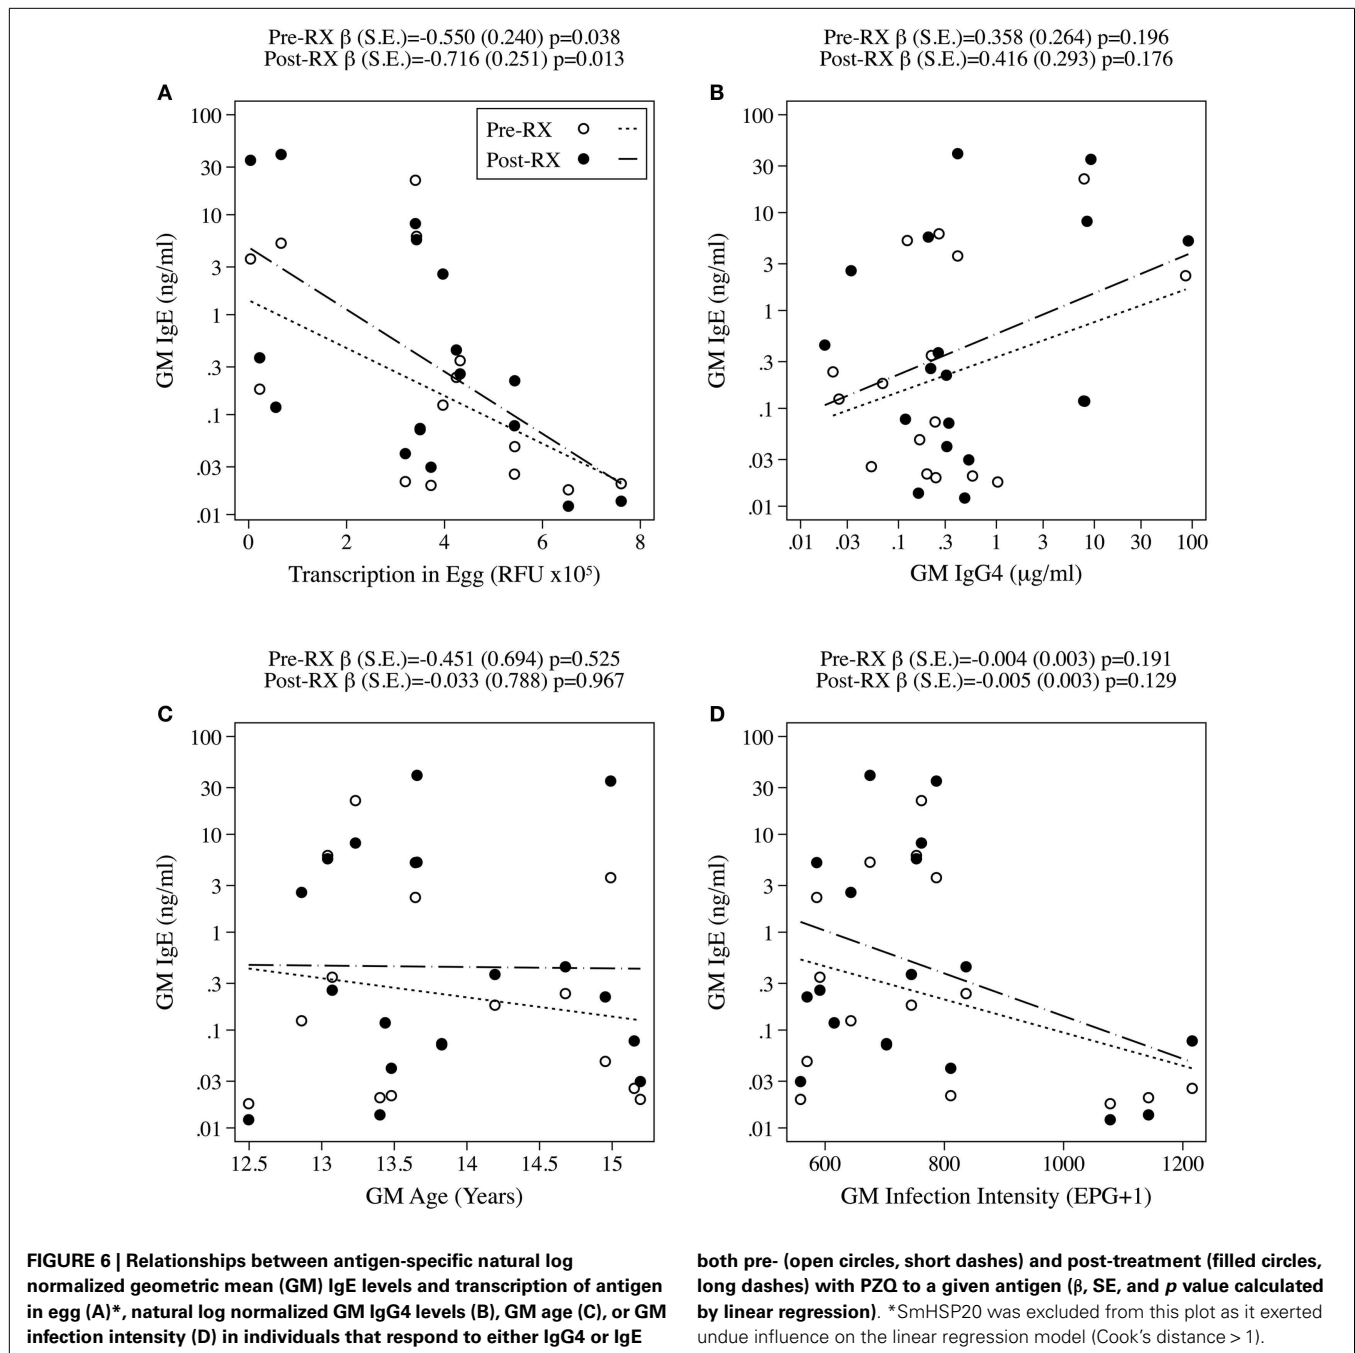 Pre-RX β (S.E.)=-0.550 (0.240) p=0.038
Post-RX β (S.E.)=-0.716 (0.251) p=0.013
A
100
30
10
3
1
.3
.1
.03
.01
GM IgE (ng/ml)
Pre-RX
Post-RX
0 2 4 6 8
Transcription in Egg (RFU x10⁵)
Pre-RX β (S.E.)=0.358 (0.264) p=0.196
Post-RX β (S.E.)=0.416 (0.293) p=0.176
B
100
30
10
3
1
.3
.1
.03
.01
GM IgE (ng/ml)
.01 .03 .1 .3 1 3 10 30 100
GM IgG4 (μg/ml)
Pre-RX β (S.E.)=-0.451 (0.694) p=0.525
Post-RX β (S.E.)=-0.033 (0.788) p=0.967
C
100
30
10
3
1
.3
.1
.03
.01
GM IgE (ng/ml)
12.5 13 13.5 14 14.5 15
GM Age (Years)
Pre-RX β (S.E.)=-0.004 (0.003) p=0.191
Post-RX β (S.E.)=-0.005 (0.003) p=0.129
D
100
30
10
3
1
.3
.1
.03
.01
GM IgE (ng/ml)
600 800 1000 1200
GM Infection Intensity (EPG+1)
FIGURE 6 | Relationships between antigen-specific natural log
normalized geometric mean (GM) IgE levels and transcription of antigen
in egg (A)*, natural log normalized GM IgG4 levels (B), GM age (C), or GM
infection intensity (D) in individuals that respond to either IgG4 or IgE
both pre- (open circles, short dashes) and post-treatment (filled circles,
long dashes) with PZQ to a given antigen (β, SE, and p value calculated
by linear regression). *SmHSP20 was excluded from this plot as it exerted
undue influence on the linear regression model (Cook's distance > 1).